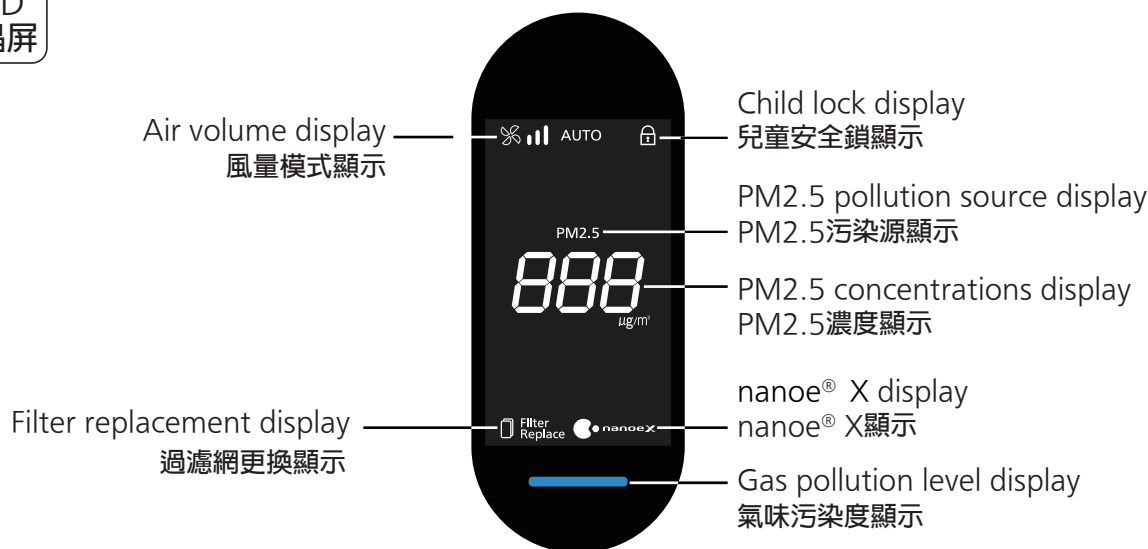 D
晶屏
Air volume display
風量模式顯示
AUTO
Child lock display
兒童安全鎖顯示
PM2.5 pollution source display
PM2.5污染源顯示
PM2.5
888
μg/m³
PM2.5 concentrations display
PM2.5濃度顯示
Filter replacement display
過濾網更換顯示
Filter
Replace
nanoeX
nanoe® X display
nanoe® X顯示
Gas pollution level display
氣味污染度顯示